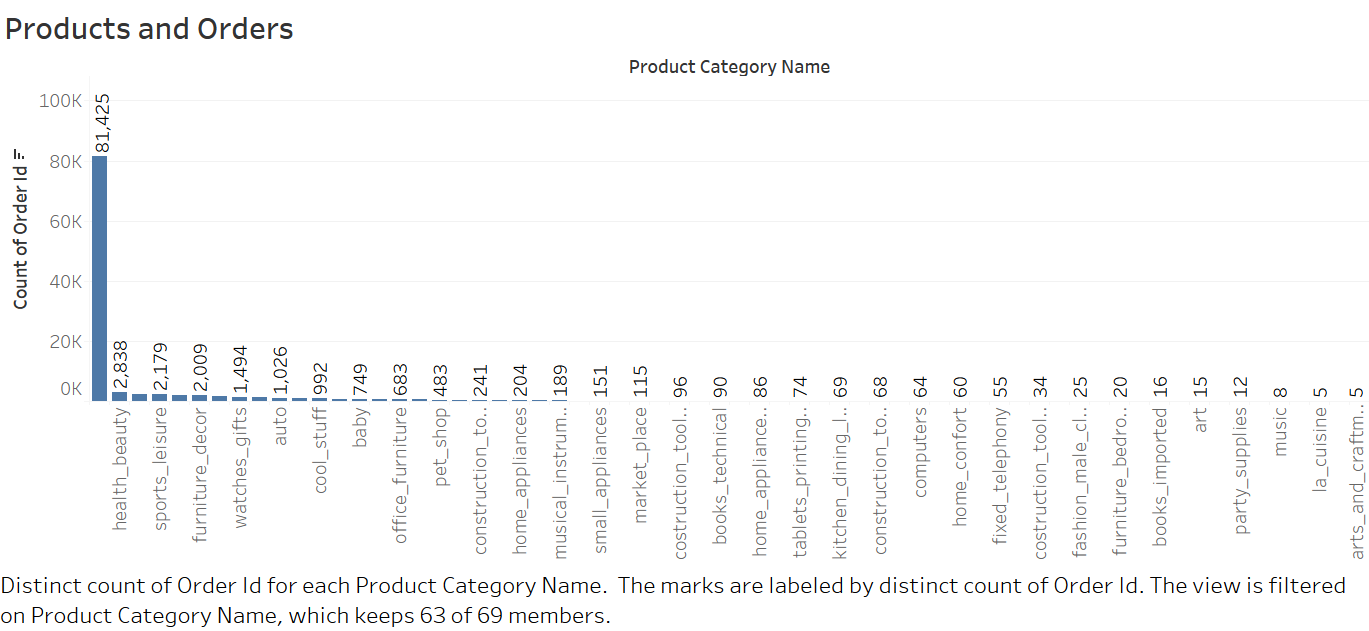 Products and Orders
Product Category Name
Count of Order Id
100K
80K
60K
40K
20K
0K
81,425
2,838
2,179
2,009
1,494
1,026
992
749
683
483
241
204
189
151
115
96
90
86
74
69
68
64
60
55
34
25
20
16
15
12
8
5
5
health_beauty
sports_leisure
furniture_decor
watches_gifts
auto
cool_stuff
baby
office_furniture
pet_shop
construction_to..
home_appliances
musical_instrum..
small_appliances
market_place
costruction_tool..
books_technical
home_appliance..
tablets_printing..
kitchen_dining_l..
construction_to..
computers
home_confort
fixed_telephony
costruction_tool..
fashion_male_cl..
furniture_bedro..
books_imported
art
party_supplies
music
la_cuisine
arts_and_craftm..
Distinct count of Order Id for each Product Category Name.  The marks are labeled by distinct count of Order Id. The view is filtered
on Product Category Name, which keeps 63 of 69 members.